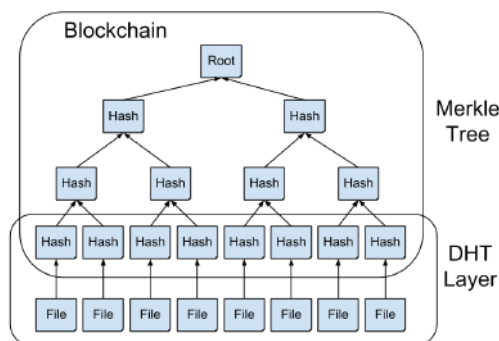 Blockchain
Root
Hash Hash
Merkle
Tree
Hash Hash Hash Hash
Hash Hash Hash Hash Hash Hash Hash Hash
DHT
Layer
File File File File File File File File